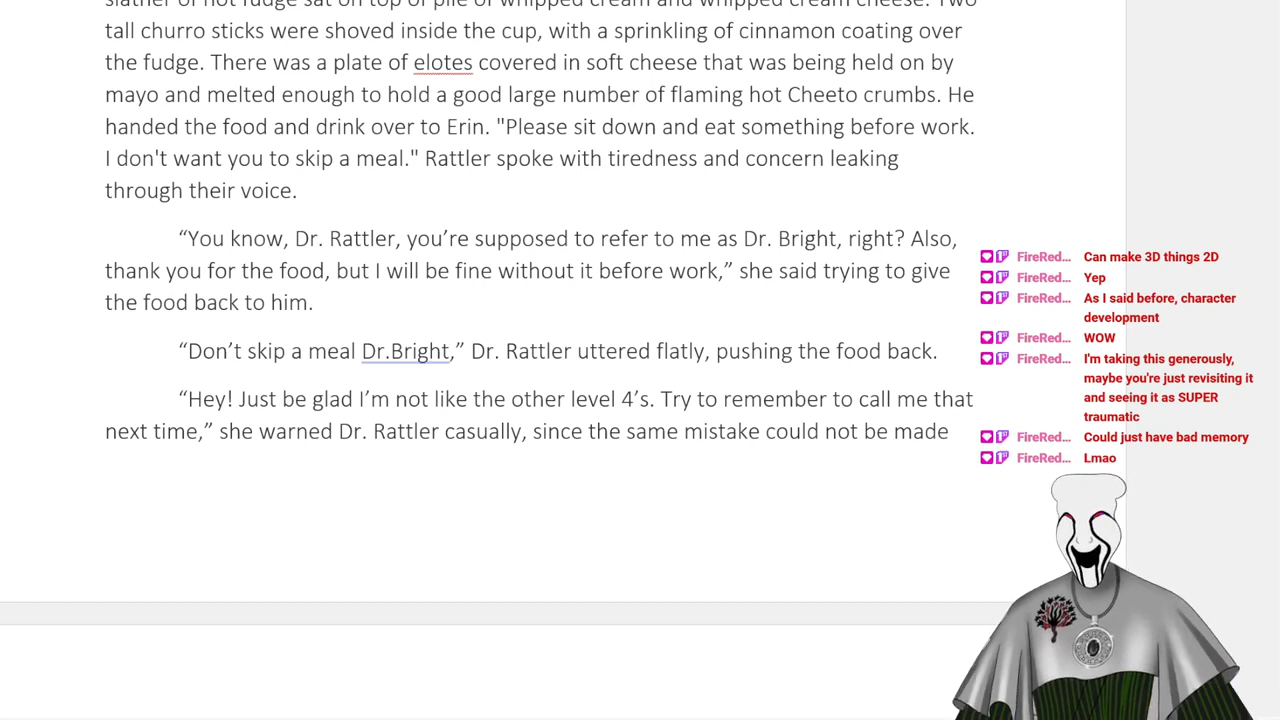 slather of hot fudge sat on top of pile of whipped cream and whipped cream cheese. Two
tall churro sticks were shoved inside the cup, with a sprinkling of cinnamon coating over
the fudge. There was a plate of elotes covered in soft cheese that was being held on by
mayo and melted enough to hold a good large number of flaming hot Cheeto crumbs. He
handed the food and drink over to Erin. "Please sit down and eat something before work.
I don't want you to skip a meal." Rattler spoke with tiredness and concern leaking
through their voice.
“You know, Dr. Rattler, you’re supposed to refer to me as Dr. Bright, right? Also,
thank you for the food, but I will be fine without it before work,” she said trying to give
the food back to him.
“Don’t skip a meal Dr.Bright,” Dr. Rattler uttered flatly, pushing the food back.
“Hey! Just be glad I’m not like the other level 4’s. Try to remember to call me that
next time,” she warned Dr. Rattler casually, since the same mistake could not be made
FireRed... Can make 3D things 2D
FireRed... Yep
FireRed... As I said before, character
development
FireRed... WOW
FireRed... I'm taking this generously,
maybe you're just revisiting it
and seeing it as SUPER
traumatic
FireRed... Could just have bad memory
FireRed... Lmao